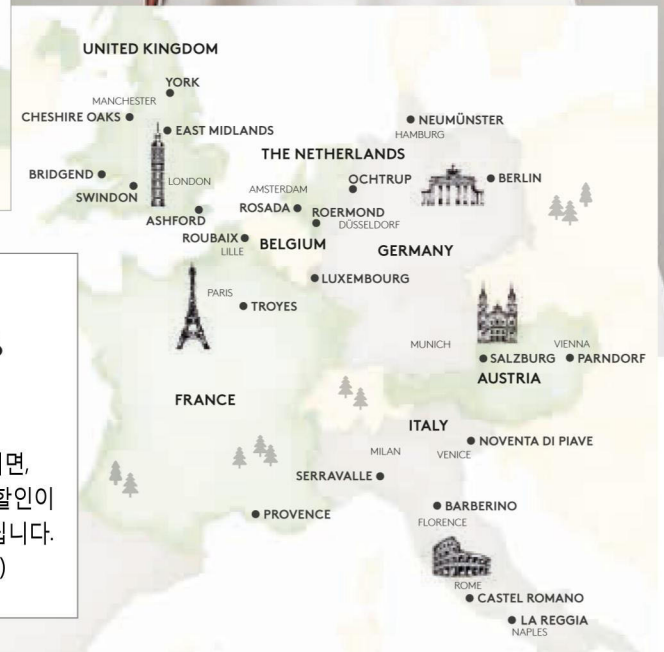 UNITED KINGDOM
YORK
MANCHESTER
CHESHIRE OAKS
EAST MIDLANDS
BRIDGEND
LONDON
SWINDON
ASHFORD
NEUMÜNSTER
HAMBURG
THE NETHERLANDS
OCHTRUP
BERLIN
AMSTERDAM
ROSADA
ROERMOND
DÜSSELDORF
ROUBAIX
LILLE
BELGIUM
GERMANY
LUXEMBOURG
PARIS
TROYES
MUNICH
VIENNA
SALZBURG
PARNDORF
AUSTRIA
FRANCE
ITALY
NOVENTA DI PIAVE
MILAN
VENICE
SERRAVALLE
PROVENCE
BARBERINO
FLORENCE
ROME
CASTEL ROMANO
LA REGGIA
NAPLES
할인이
립니다.
)